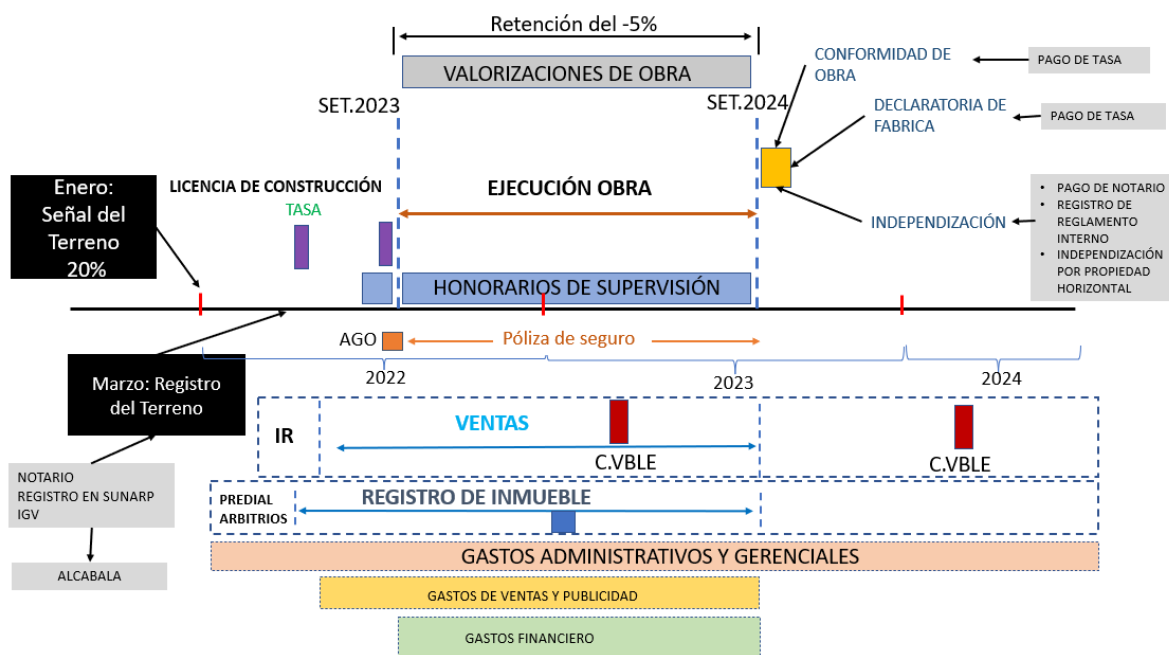 Retención del -5%
VALORIZACIONES DE OBRA
SET.2023
SET.2024
CONFORMIDAD DE
OBRA
PAGO DE TASA
DECLARATORIA DE
FABRICA
PAGO DE TASA
Enero:
Señal del
Terreno
20%
LICENCIA DE CONSTRUCCIÓN
TASA
EJECUCIÓN OBRA
INDEPENDIZACIÓN
• PAGO DE NOTARIO
• REGISTRO DE
REGLAMENTO
INTERNO
• INDEPENDIZACIÓN
POR PROPIEDAD
HORIZONTAL
HONORARIOS DE SUPERVISIÓN
AGO
Póliza de seguro
2022
2023
2024
Marzo: Registro
del Terreno
IR
VENTAS
C.VBLE
C.VBLE
NOTARIO
REGISTRO EN SUNARP
IGV
PREDIAL
ARBITRIOS
REGISTRO DE INMUEBLE
GASTOS ADMINISTRATIVOS Y GERENCIALES
ALCABALA
GASTOS DE VENTAS Y PUBLICIDAD
GASTOS FINANCIERO